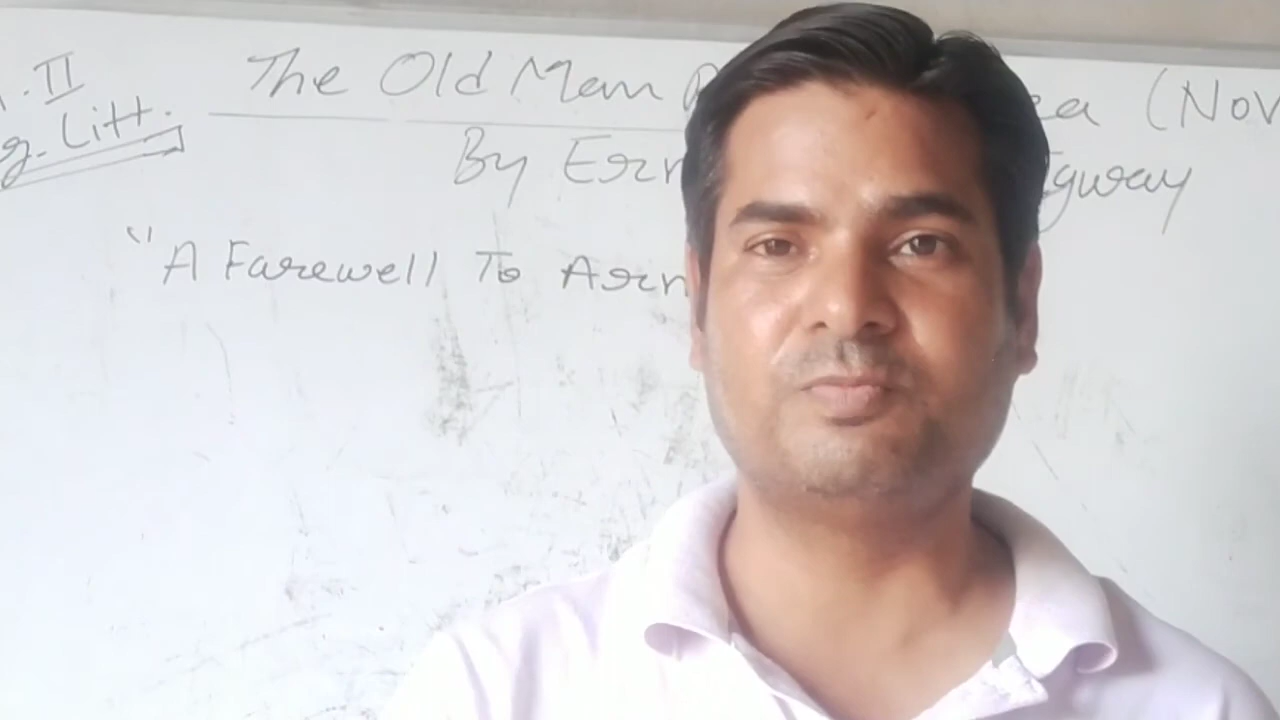 . II
g. Litt.
The Old Man
ea (Nov
By Ern
gway
"A Farewell To Arm